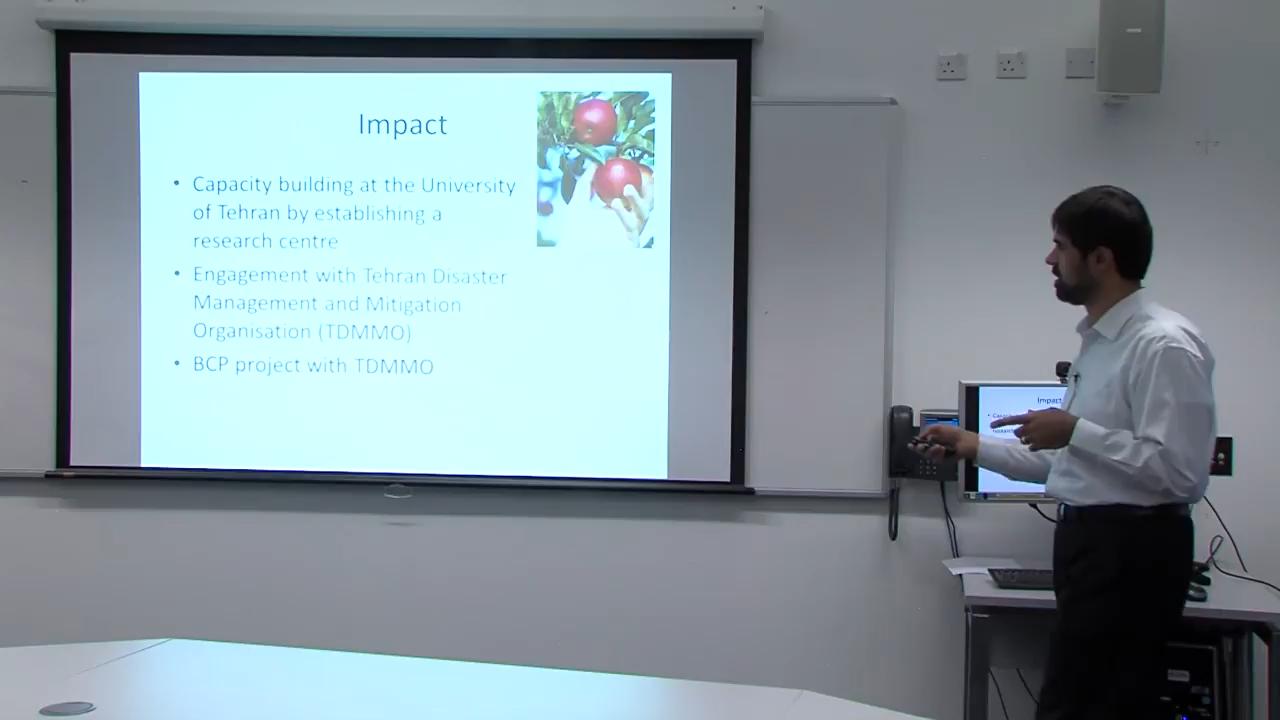 Impact
• Capacity building at the University
of Tehran by establishing a
research centre
• Engagement with Tehran Disaster
Management and Mitigation
Organisation (TDMMO)
• BCP project with TDMMO
Impact